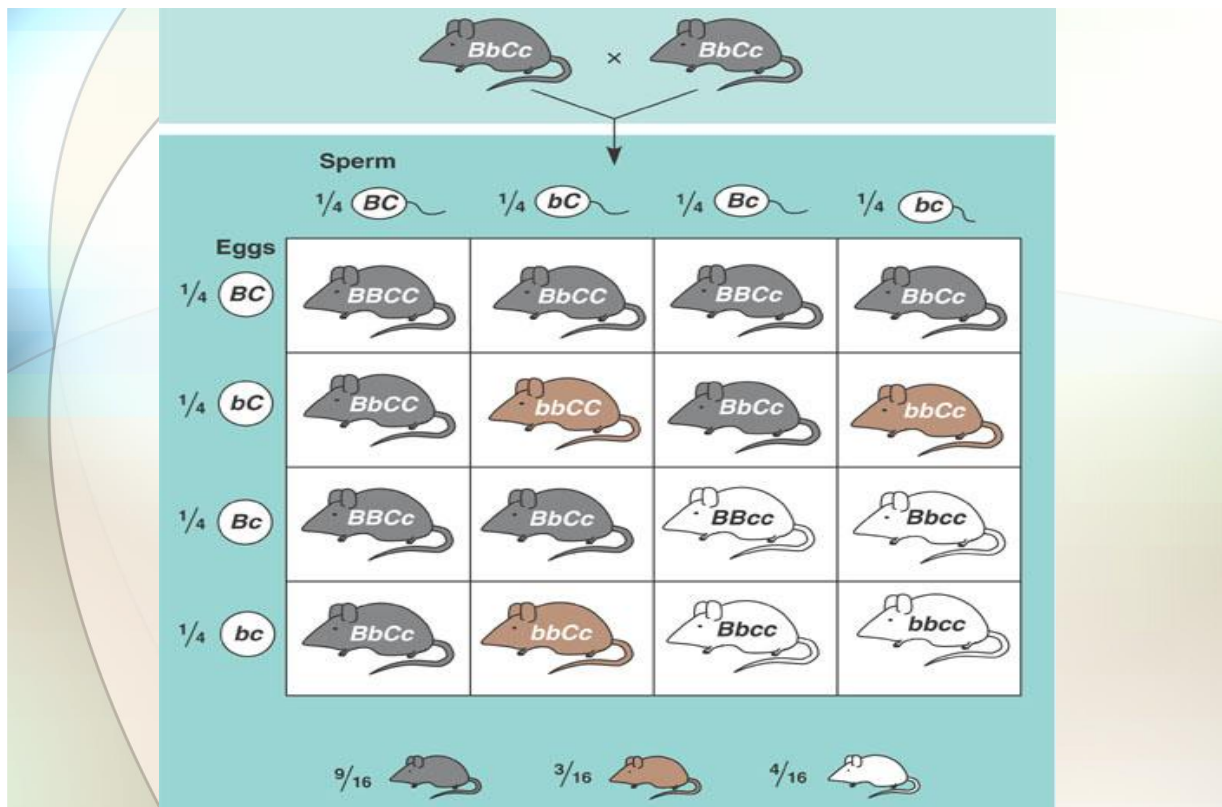 BbCc × BbCc
Sperm
1/4 BC 1/4 bC 1/4 Bc 1/4 bc
Eggs
1/4 BC BBCC BbCC BBCc BbCc
1/4 bC BbCC bbCC BbCc bbCc
1/4 Bc BBCc BbCc BBcc Bbcc
1/4 bc BbCc bbCc Bbcc bbcc
9/16 3/16 4/16